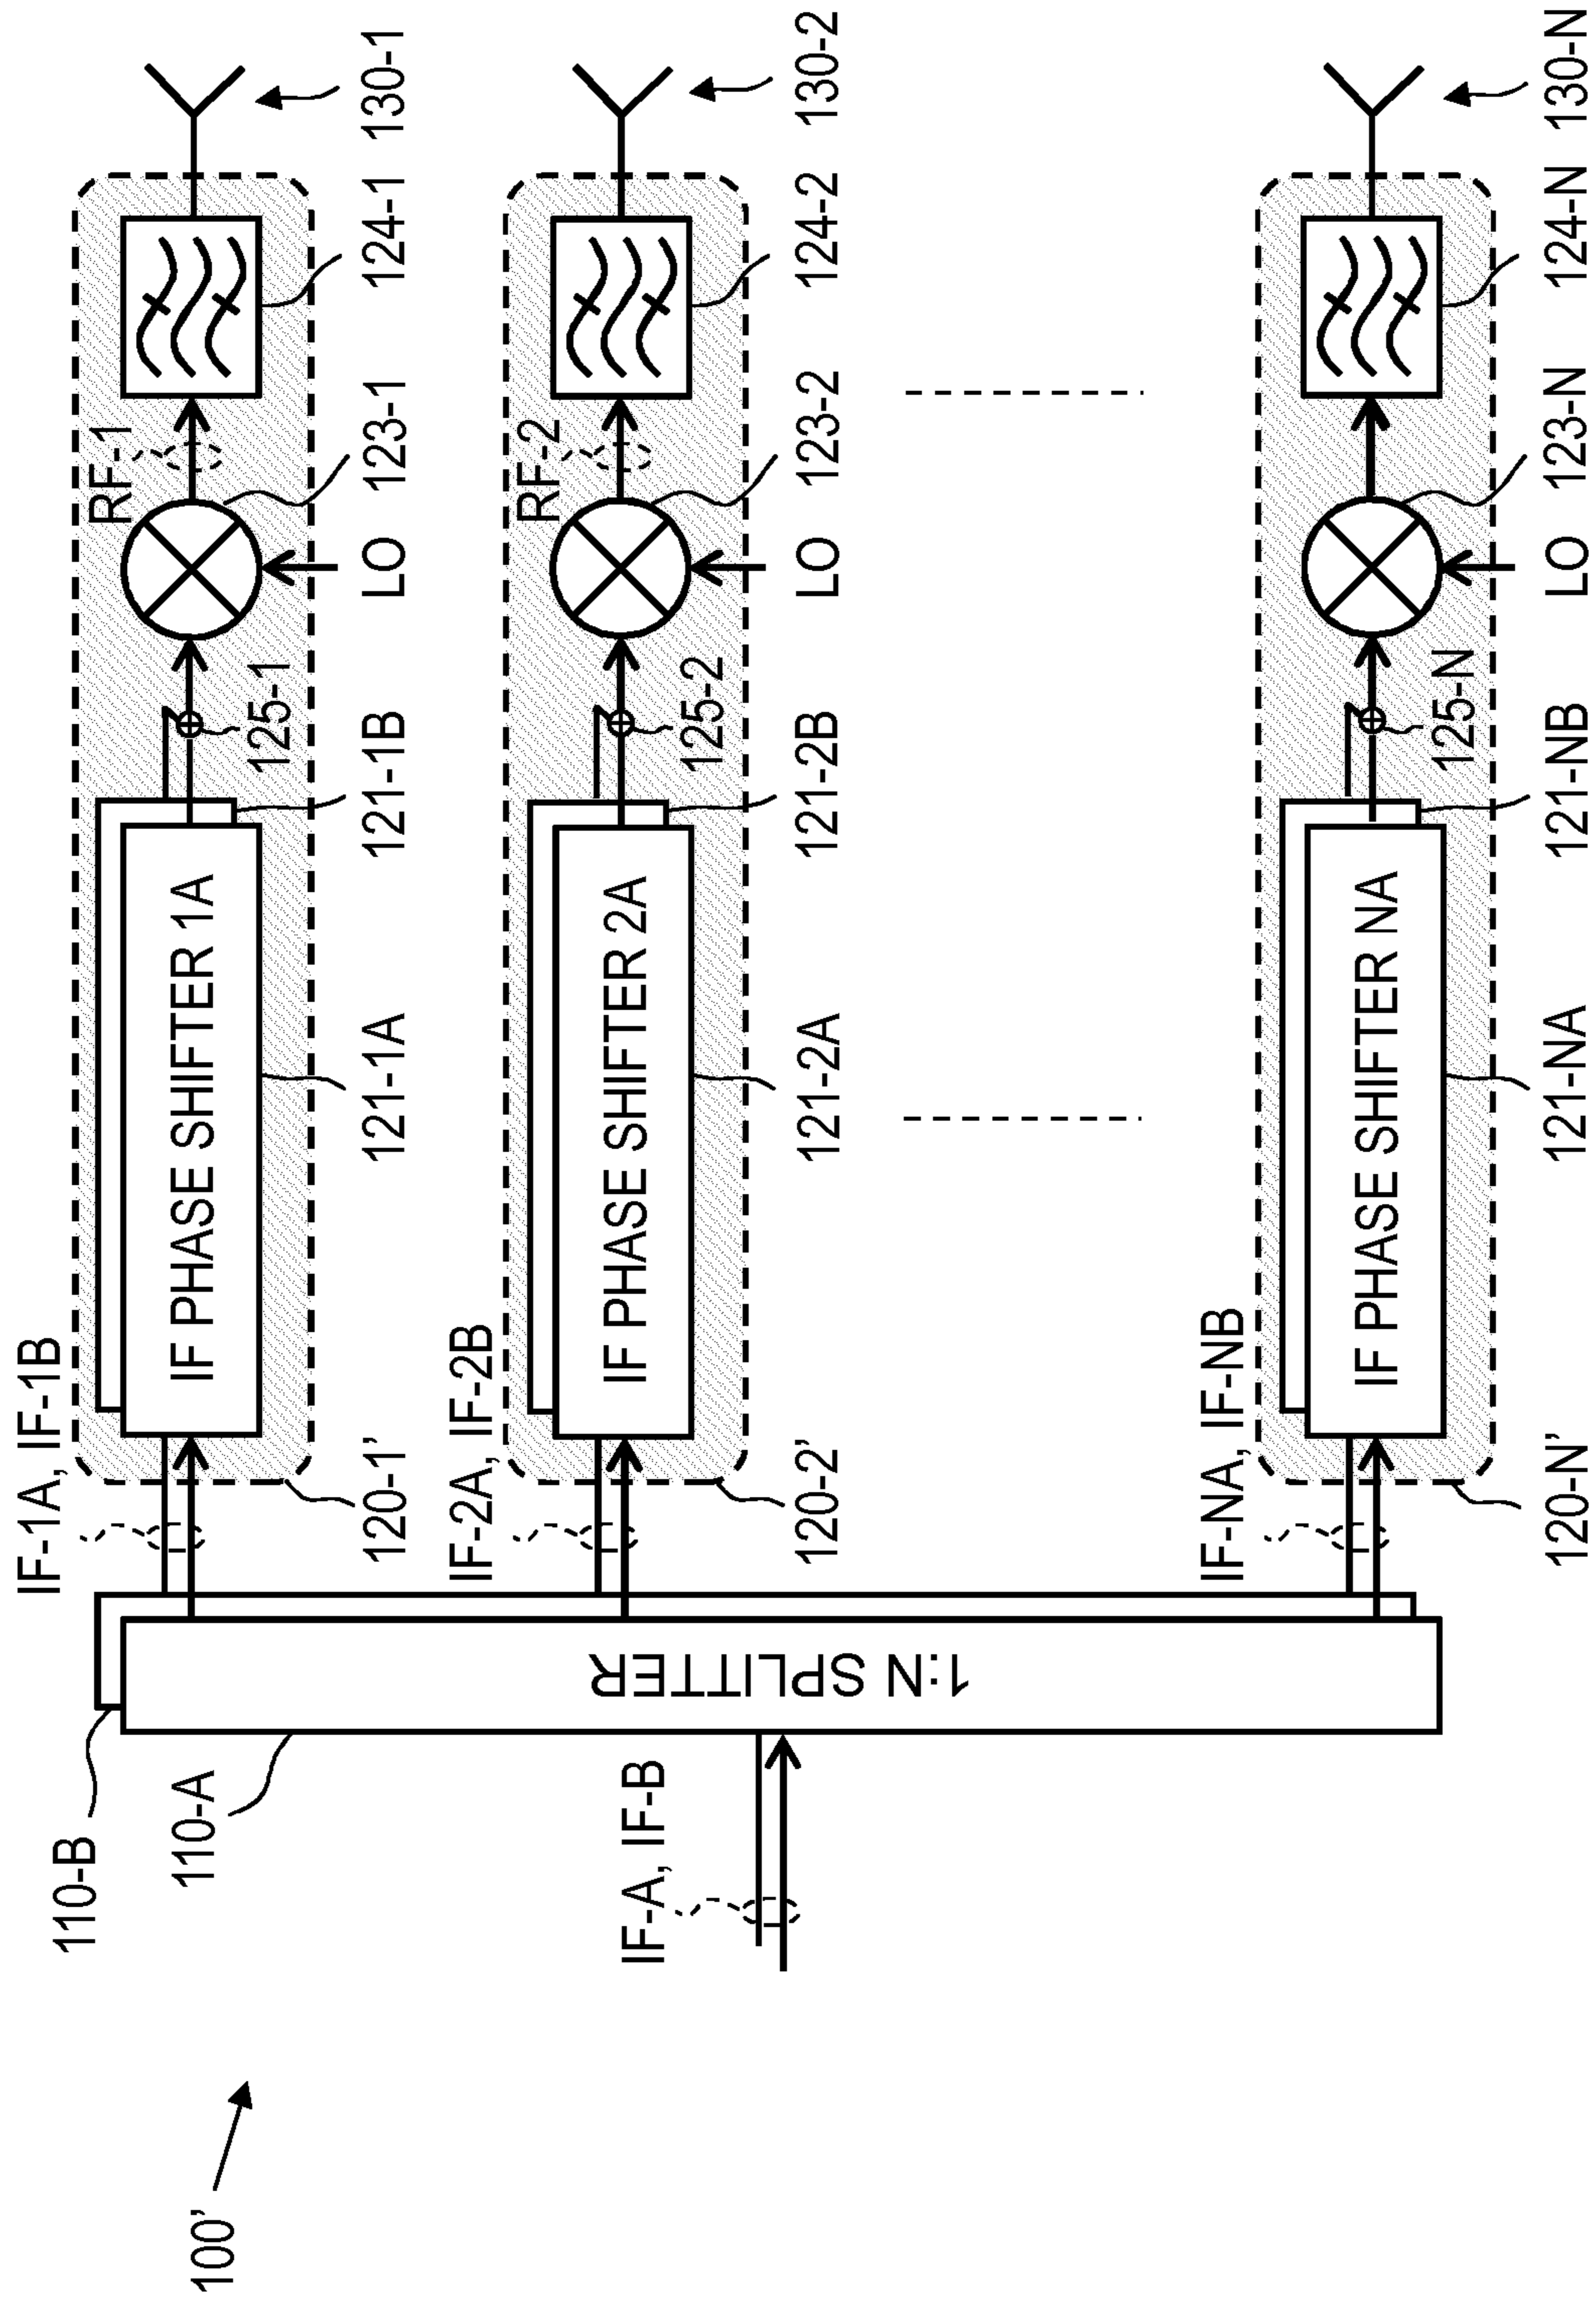 100'
110-B
110-A
IF-A, IF-B
1:N SPLITTER
IF-1A, IF-1B
120-1'
IF PHASE SHIFTER 1A
121-1A
121-1B
125-1
LO
RF-1
123-1
124-1
130-1
IF-2A, IF-2B
120-2'
IF PHASE SHIFTER 2A
121-2A
121-2B
125-2
LO
RF-2
123-2
124-2
130-2
IF-NA, IF-NB
120-N'
IF PHASE SHIFTER NA
121-NA
121-NB
125-N
LO
123-N
124-N
130-N